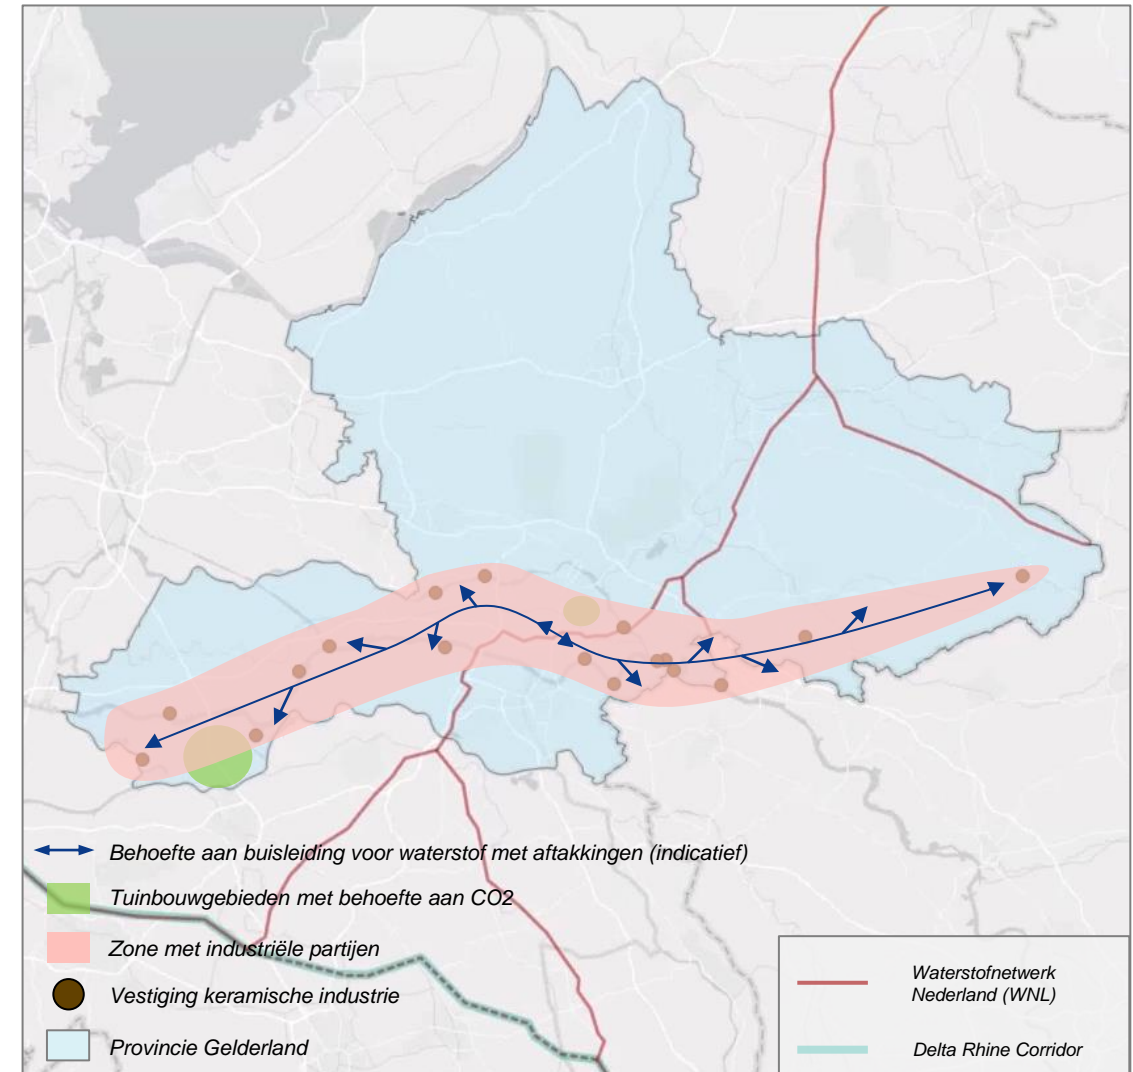 Behoefte aan buisleiding voor waterstof met aftakkingen (indicatief)
Tuinbouwgebieden met behoefte aan CO2
Zone met industriële partijen
Vestiging keramische industrie
Provincie Gelderland
Waterstofnetwerk
Nederland (WNL)
Delta Rhine Corridor